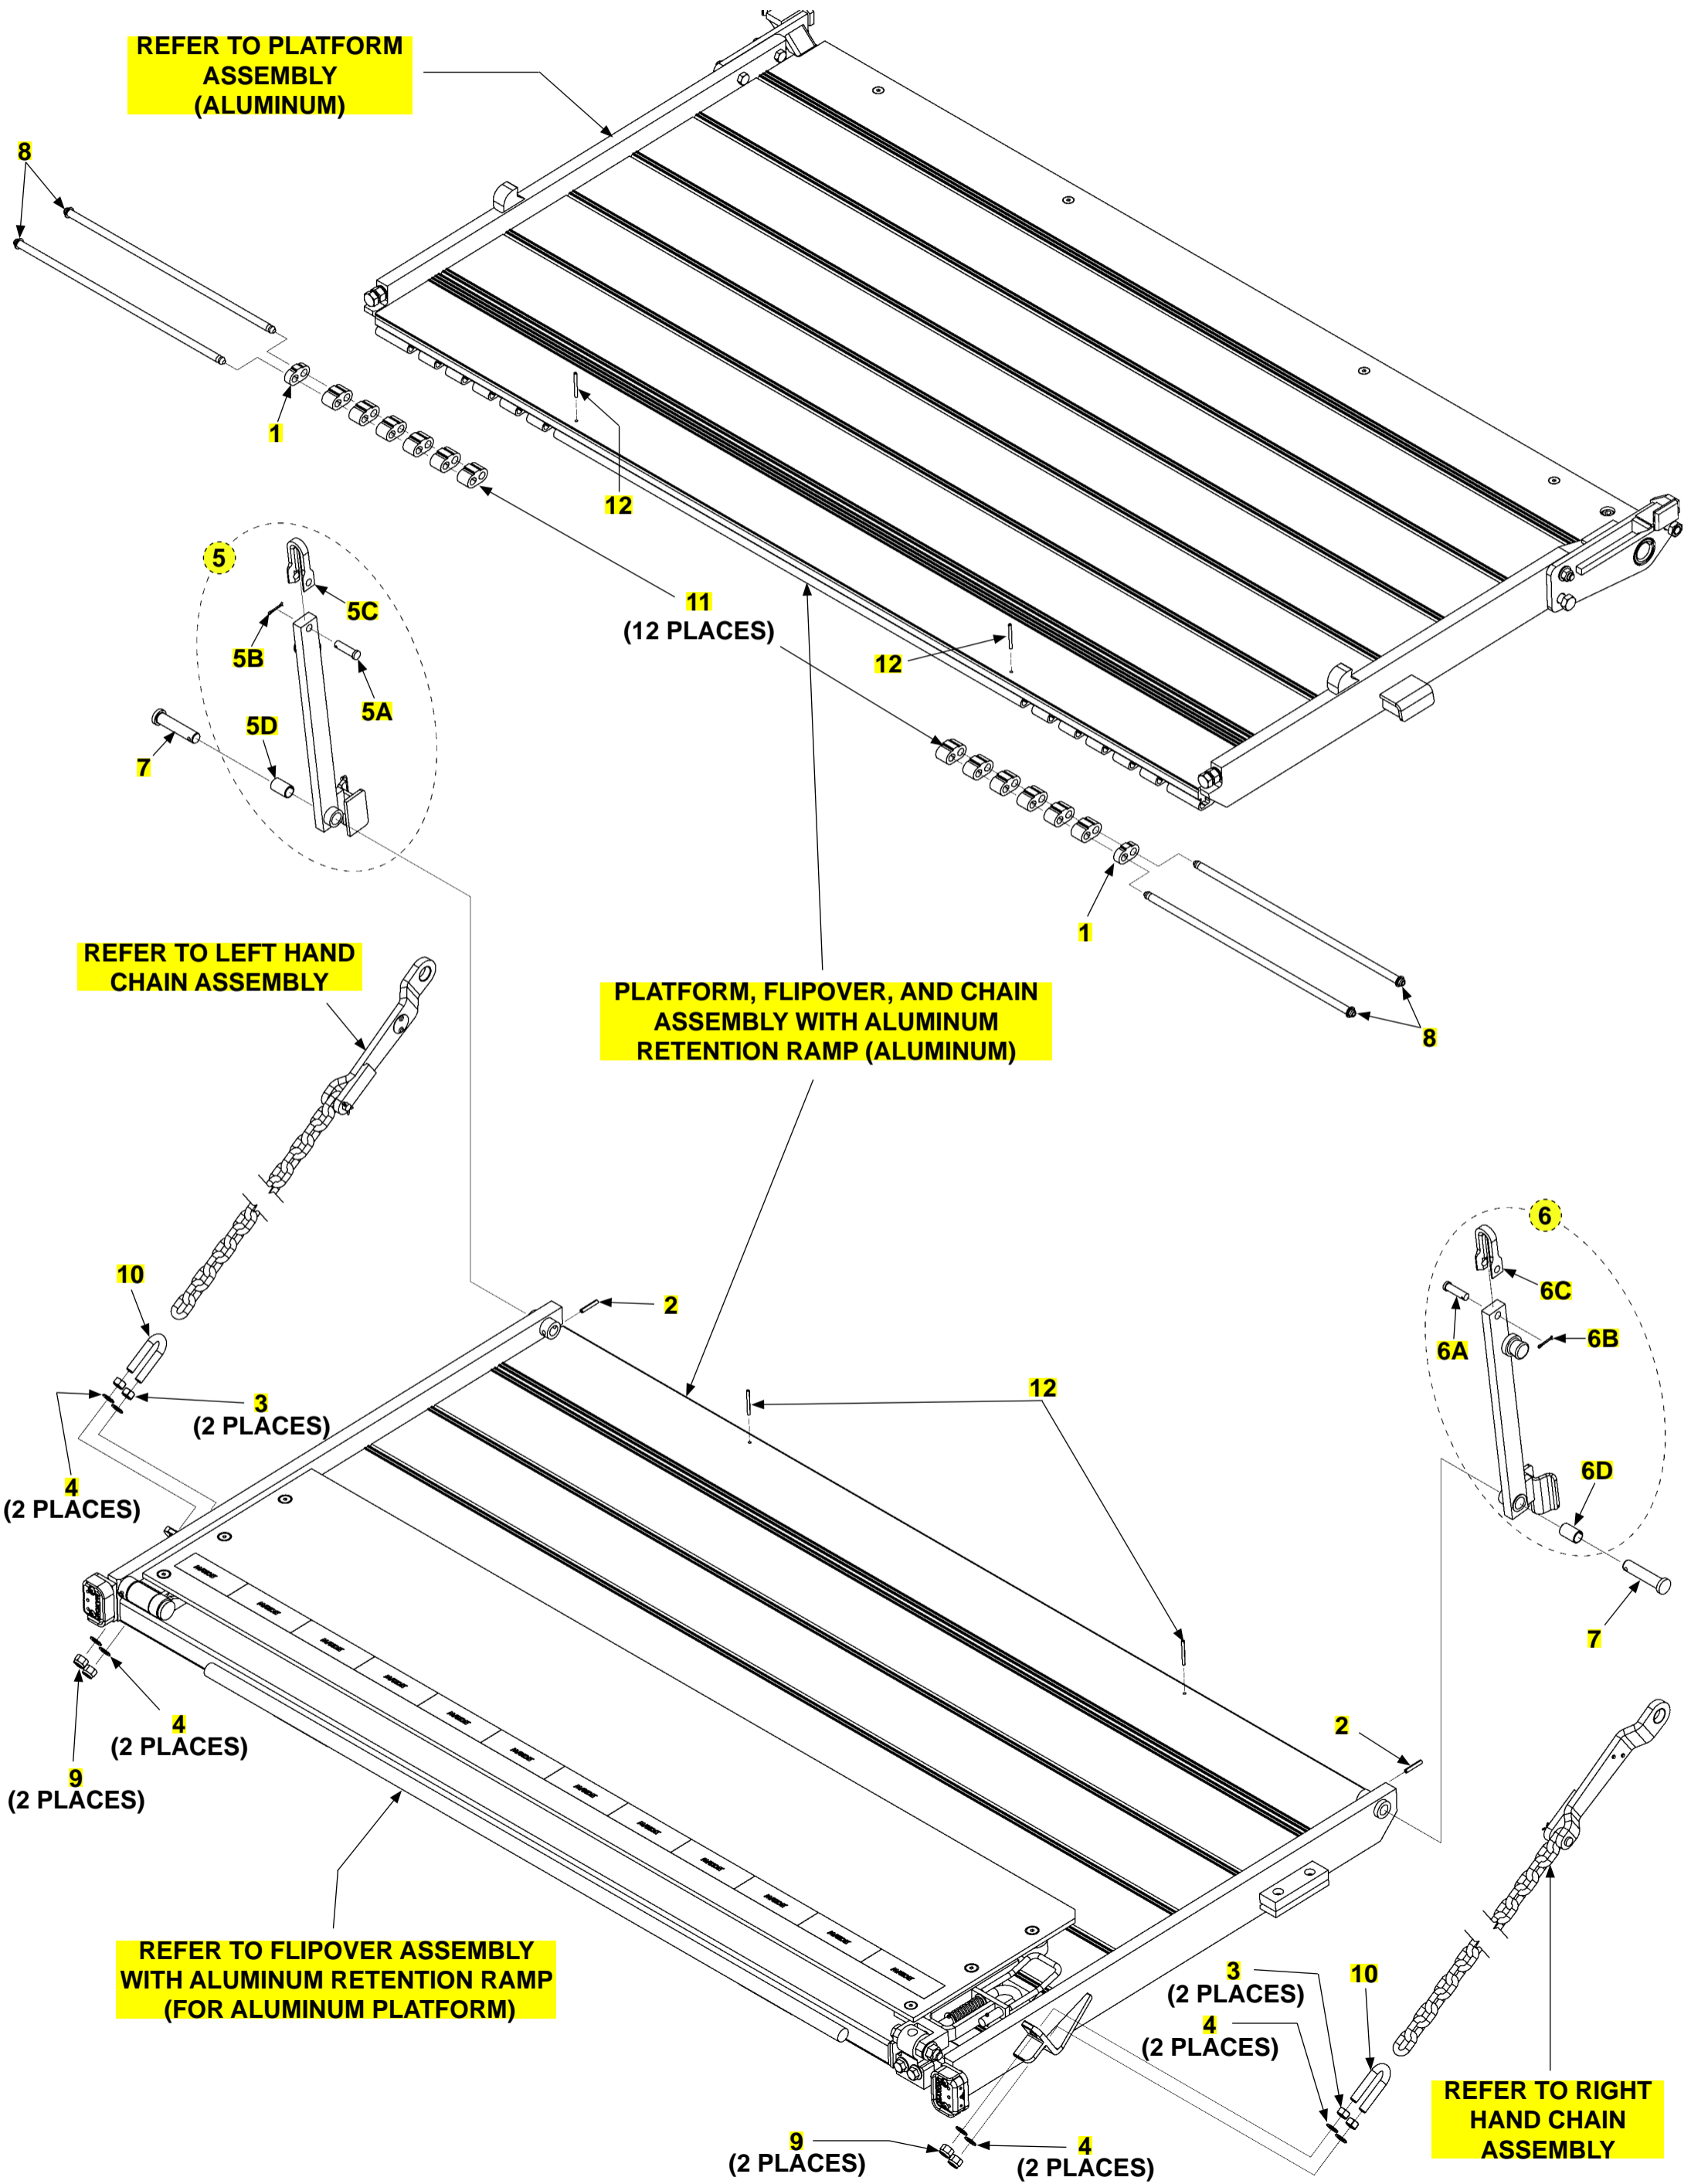 REFER TO PLATFORM
ASSEMBLY
(ALUMINUM)
8
1
12
5
5C
11
(12 PLACES)
5B
12
5A
5D
7
1
REFER TO LEFT HAND
CHAIN ASSEMBLY
PLATFORM, FLIPOVER, AND CHAIN
ASSEMBLY WITH ALUMINUM
RETENTION RAMP (ALUMINUM)
8
6
10
2
6C
6B
6A
12
3
(2 PLACES)
4
(2 PLACES)
6D
7
4
(2 PLACES)
2
9
(2 PLACES)
REFER TO FLIPOVER ASSEMBLY
WITH ALUMINUM RETENTION RAMP
(FOR ALUMINUM PLATFORM)
3
(2 PLACES)
10
4
(2 PLACES)
REFER TO RIGHT
HAND CHAIN
ASSEMBLY
9
(2 PLACES)
4
(2 PLACES)